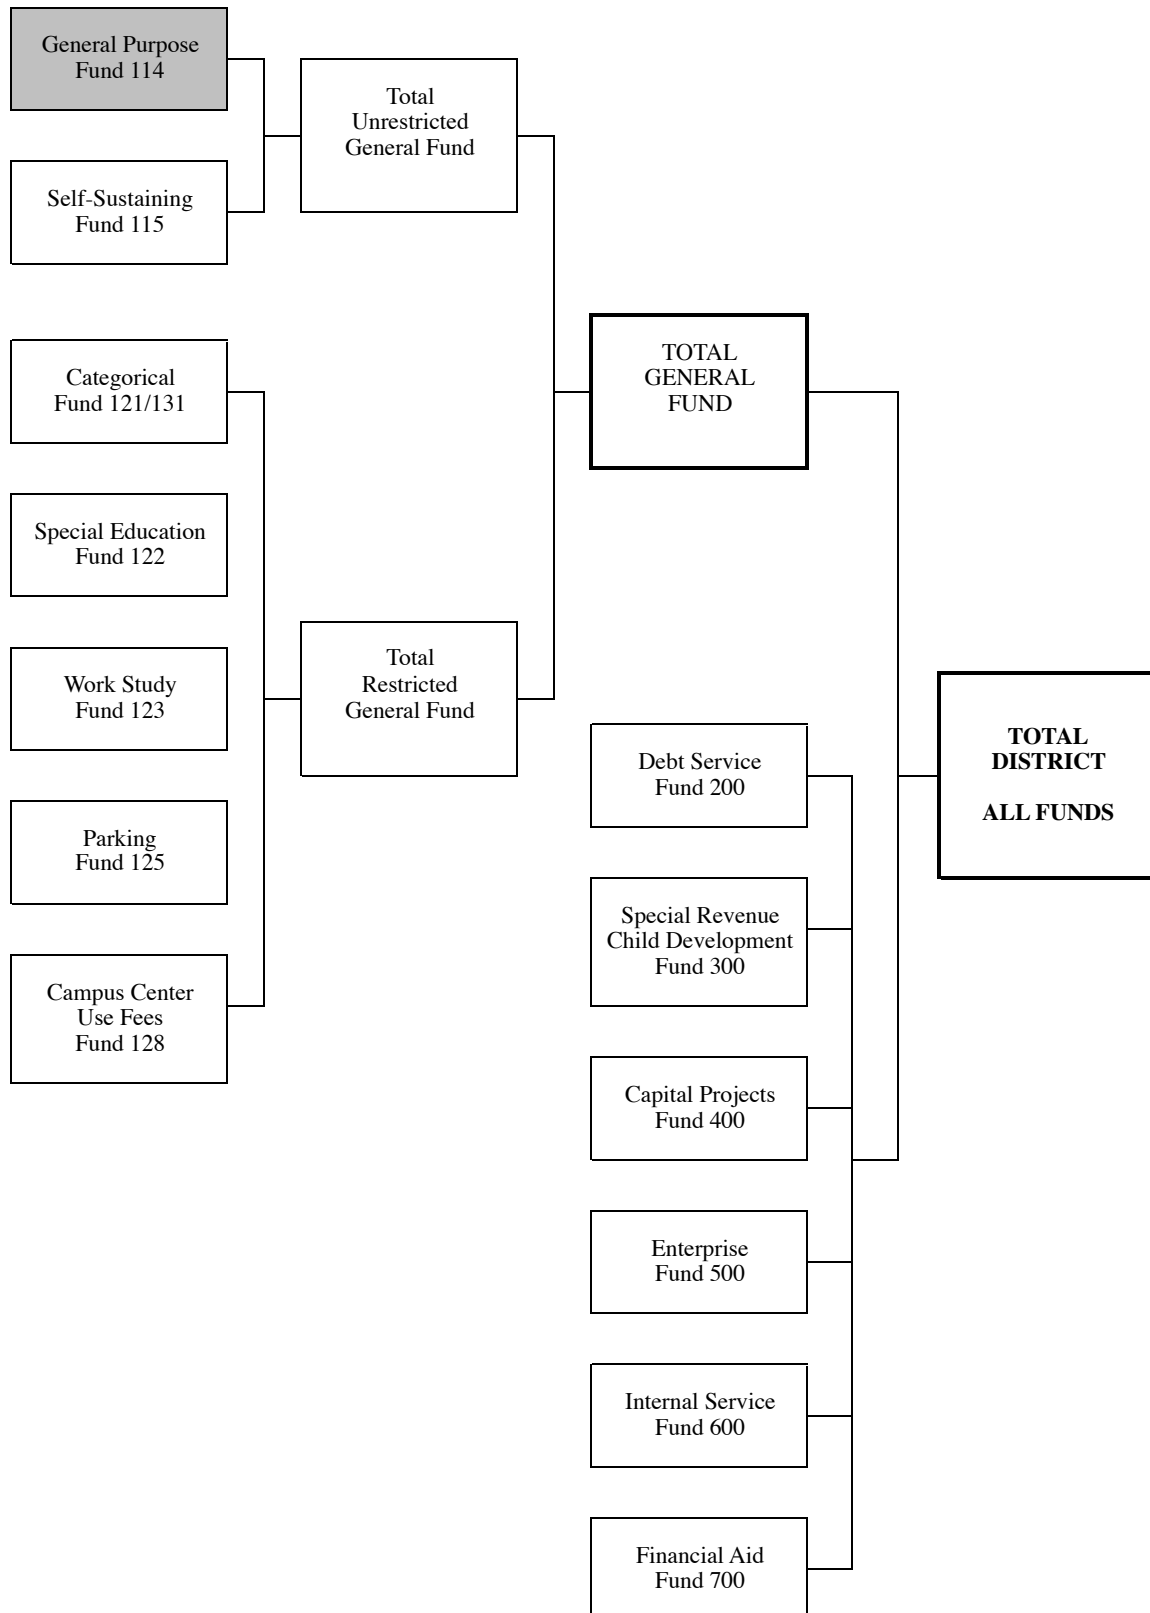 General Purpose
Fund 114
Self-Sustaining
Fund 115
Categorical
Fund 121/131
Special Education
Fund 122
Work Study
Fund 123
Parking
Fund 125
Campus Center
Use Fees
Fund 128
Total
Unrestricted
General Fund
Total
Restricted
General Fund
TOTAL
GENERAL
FUND
Debt Service
Fund 200
Special Revenue
Child Development
Fund 300
Capital Projects
Fund 400
Enterprise
Fund 500
Internal Service
Fund 600
Financial Aid
Fund 700
TOTAL
DISTRICT
ALL FUNDS